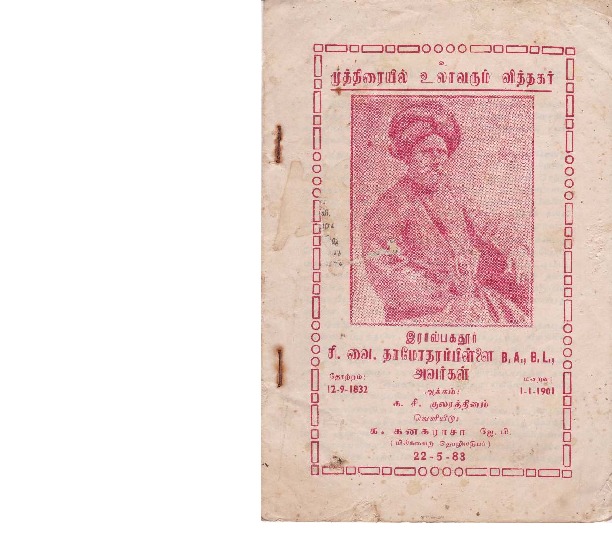 உ
முத்திரையில் உலாவரும் வித்தகர்
இராவ்பகதூர்
சி. வை. தாமோதரப்பிள்ளை B, A., B. L.,
அவர்கள்
தோற்றம்: மறைவு:
12-9-1832 1-1-1901
ஆக்கம்:
க. சி. குலரத்தினம்
வெளியீடு:
க. கனகராசா ஜே. பி.
22-5-83